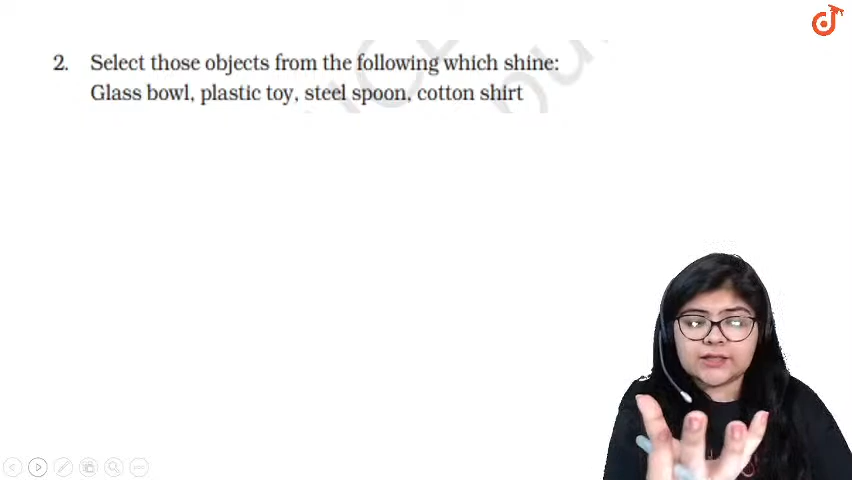 2. Select those objects from the following which shine:
Glass bowl, plastic toy, steel spoon, cotton shirt